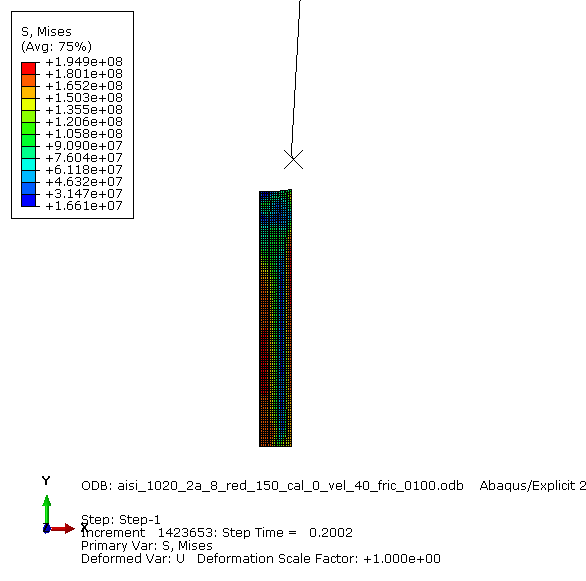 S, Mises
(Avg: 75%)
+1.949e+08
+1.801e+08
+1.652e+08
+1.503e+08
+1.355e+08
+1.206e+08
+1.058e+08
+9.090e+07
+7.604e+07
+6.118e+07
+4.632e+07
+3.147e+07
+1.661e+07
Y
ODB: aisi_1020_2a_8_red_150_cal_0_vel_40_fric_0100.odb    Abaqus/Explicit 2
X
Step: Step-1
Increment   1423653: Step Time =   0.2002
Primary Var: S, Mises
Deformed Var: U   Deformation Scale Factor: +1.000e+00